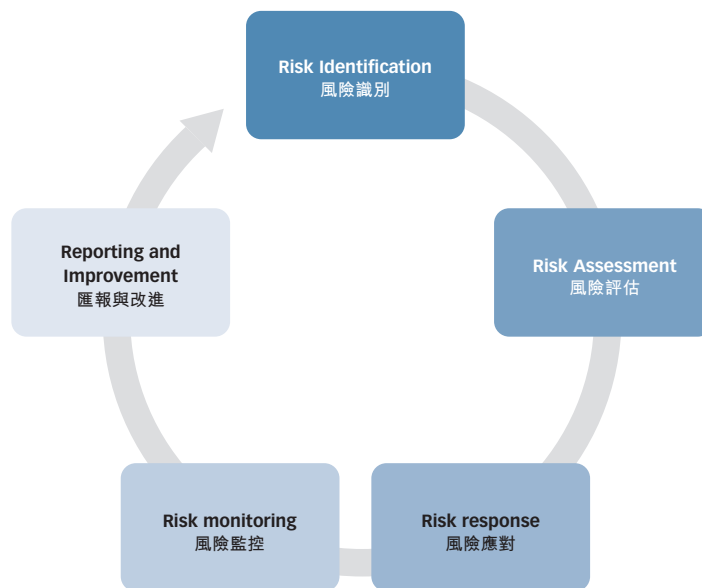 Risk Identification
風險識別
Risk Assessment
風險評估
Risk response
風險應對
Risk monitoring
風險監控
Reporting and
Improvement
匯報與改進